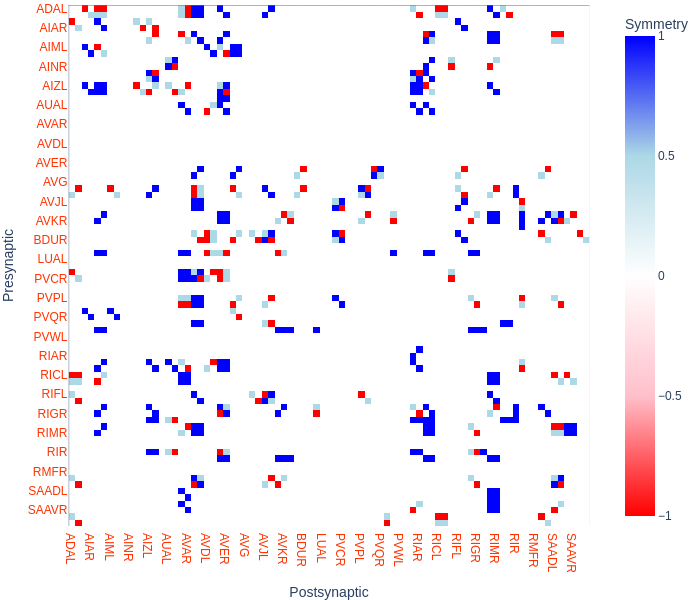 Symmetry
1
0.5
0
−0.5
−1
Presynaptic
ADAL
AIAR
AIML
AINR
AIZL
AUAL
AVAR
AVDL
AVER
AVG
AVJL
AVKR
BDUR
LUAL
PVCR
PVPL
PVQR
PVWL
RIAR
RICL
RIFL
RIGR
RIMR
RIR
RMFR
SAADL
SAAVR
ADAL
AIAR
AIML
AINR
AIZL
AUAL
AVAR
AVDL
AVER
AVG
AVJL
AVKR
BDUR
LUAL
PVCR
PVPL
PVQR
PVWL
RIAR
RICL
RIFL
RIGR
RIMR
RIR
RMFR
SAADL
SAAVR
Postsynaptic